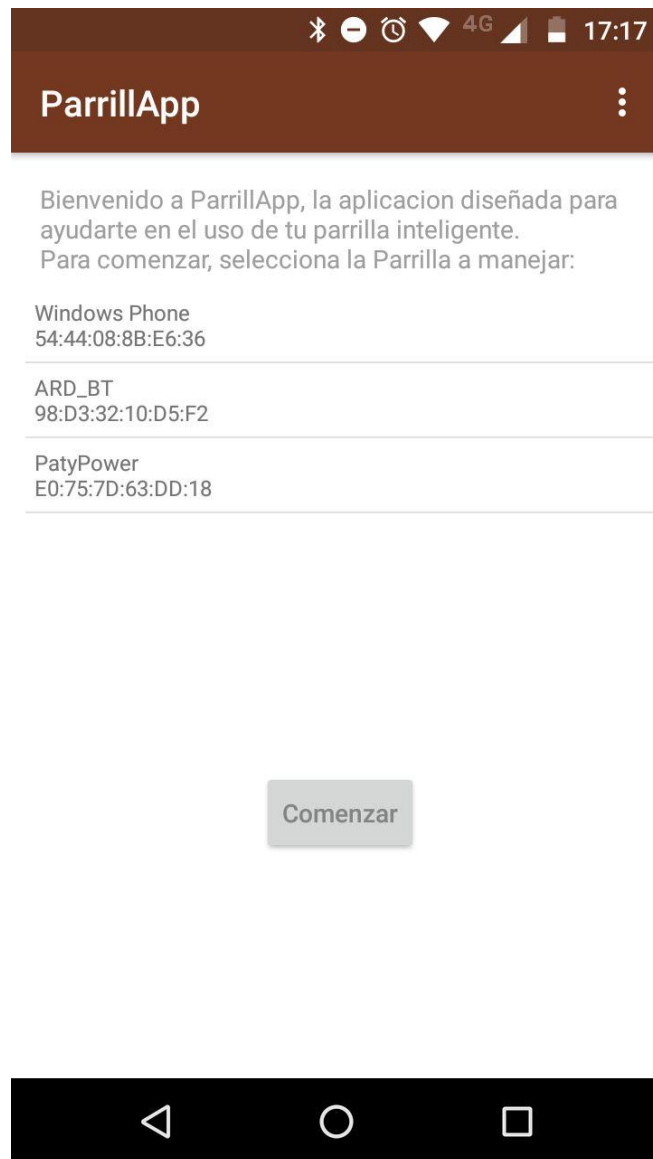 4G 17:17
ParrillApp
Bienvenido a ParrillApp, la aplicacion diseñada para
ayudarte en el uso de tu parrilla inteligente.
Para comenzar, selecciona la Parrilla a manejar:
Windows Phone
54:44:08:8B:E6:36
ARD_BT
98:D3:32:10:D5:F2
PatyPower
E0:75:7D:63:DD:18
Comenzar